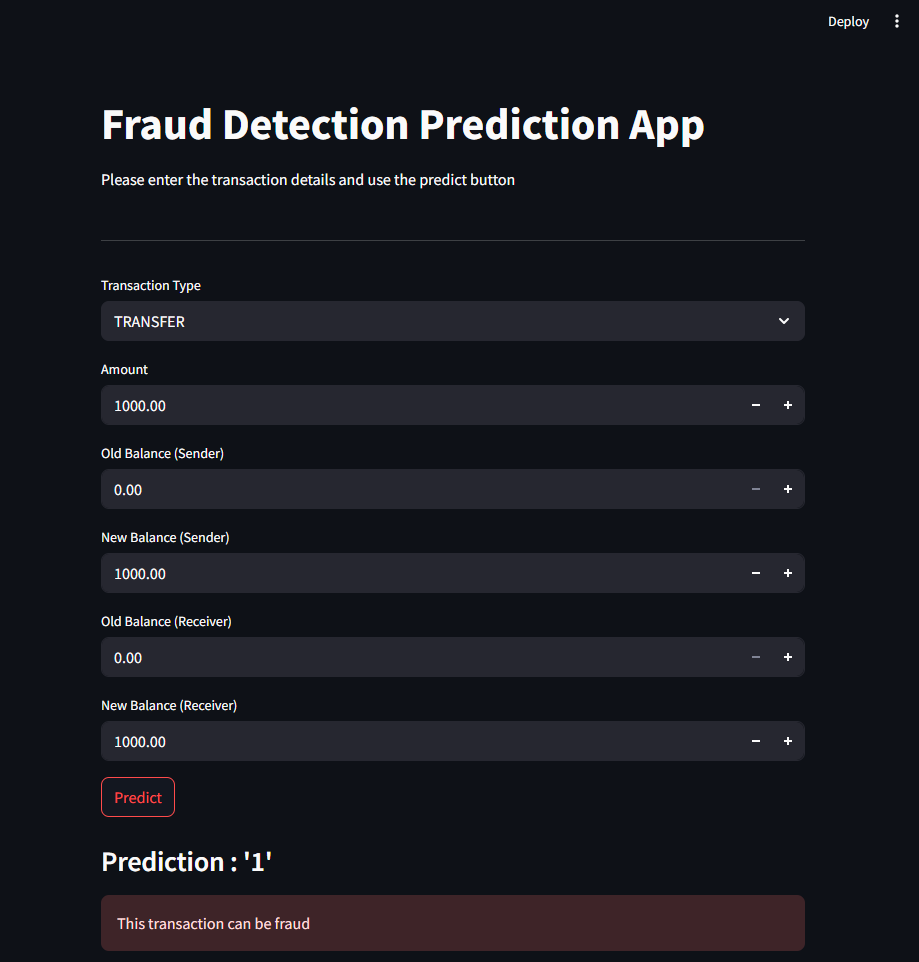 Deploy
Fraud Detection Prediction App
Please enter the transaction details and use the predict button
Transaction Type
TRANSFER
Amount
1000.00
Old Balance (Sender)
0.00
New Balance (Sender)
1000.00
Old Balance (Receiver)
0.00
New Balance (Receiver)
1000.00
Predict
Prediction : '1'
This transaction can be fraud